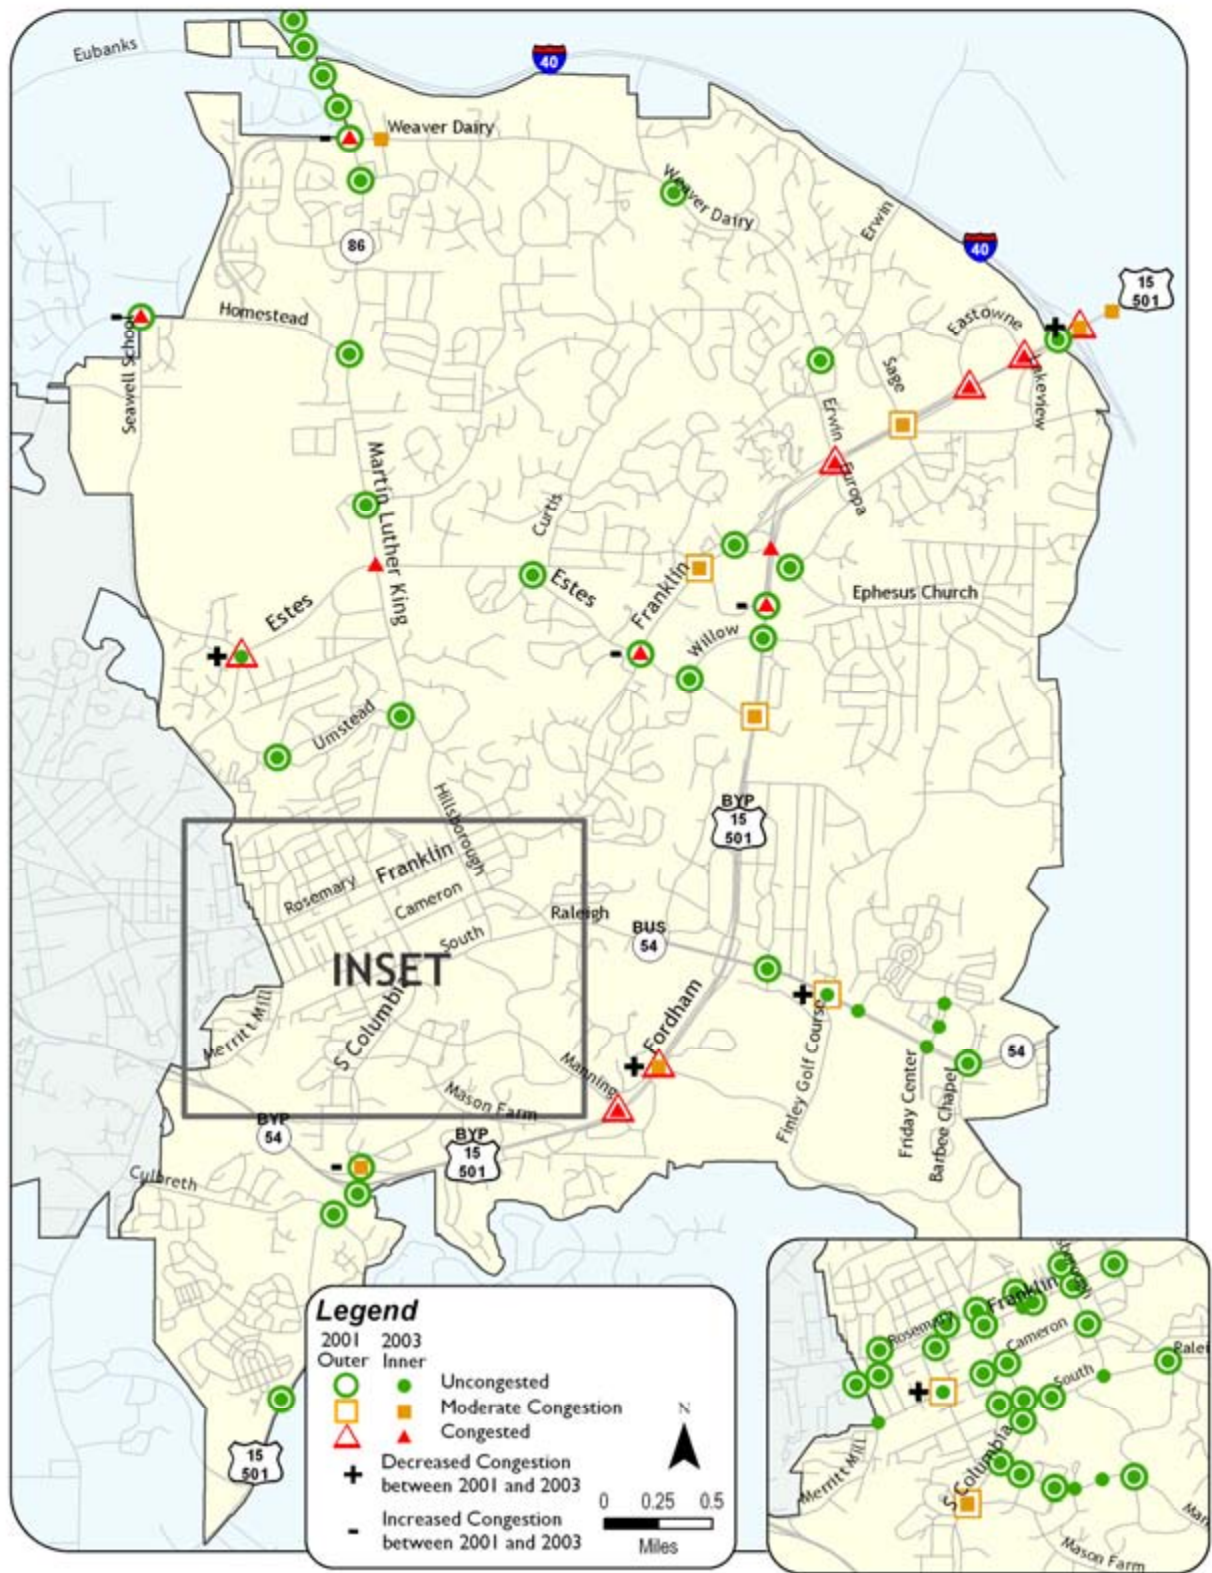 Eubanks
40
Weaver Dairy
Weaver Dairy
Erwin
86
40
15
501
Homestead
Eastowne
Seawell School
Sage
Lakeview
Erwin
Europa
Martin Luther King
Curtis
Franklin
Estes
Ephesus Church
Estes
Willow
Umstead
BYP
15
501
Hillsborough
Franklin
Rosemary
Cameron
Raleigh
South
BUS
54
INSET
S Columbia
Merritt Mill
Fordham
Finley Golf Course
Friday Center
Barbee Chapel
54
Manning
Mason Farm
BYP
54
BYP
15
501
Culbreth
15
501
Legend
2001
Outer
2003
Inner
Uncongested
Moderate Congestion
Congested
+ Decreased Congestion
between 2001 and 2003
- Increased Congestion
between 2001 and 2003
N
0 0.25 0.5
Miles
Franklin
Rosemary
Cameron
South
Merritt Mill
S Columbia
Mason Farm